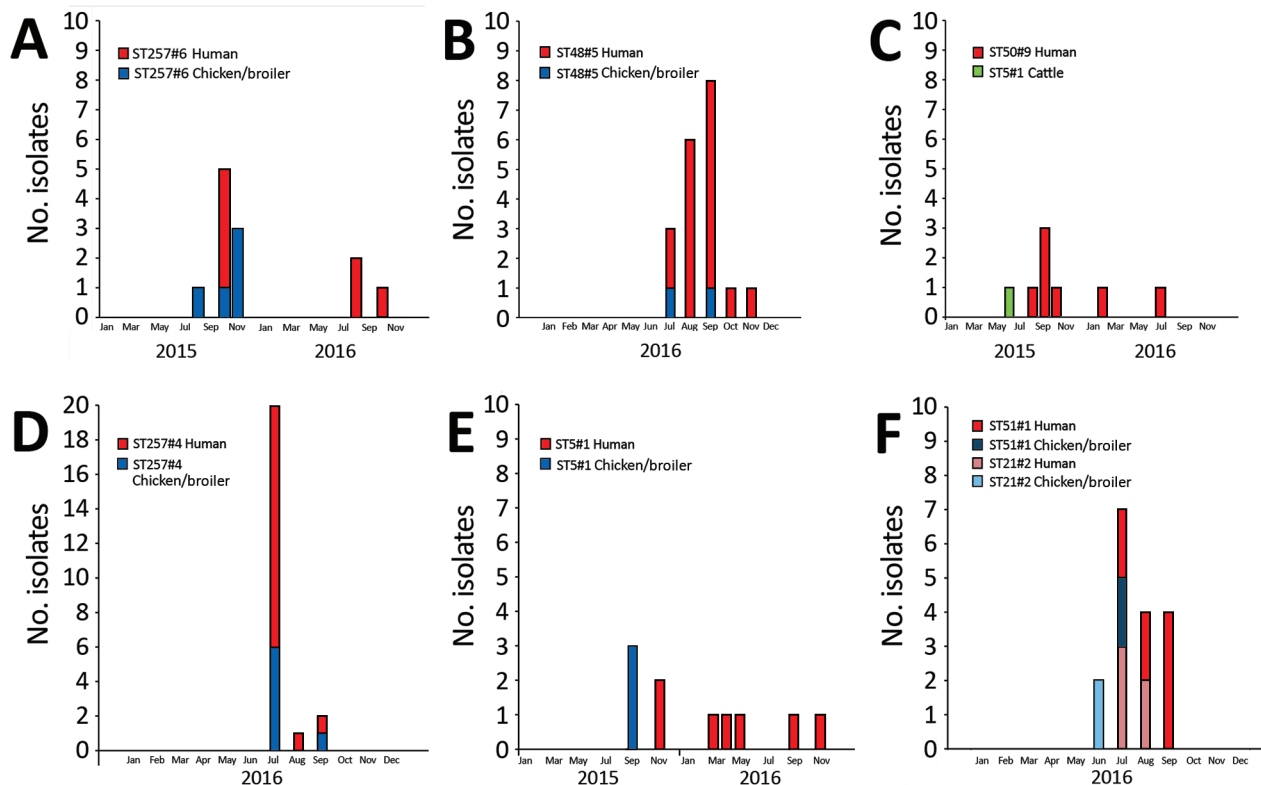 A
10
9
8
7
6
5
4
3
2
1
0
No. isolates
ST257#6 Human
ST257#6 Chicken/broiler
Jan Mar May Jul Sep Nov Jan Mar May Jul Sep Nov
2015 2016
B
10
9
8
7
6
5
4
3
2
1
0
No. isolates
ST48#5 Human
ST48#5 Chicken/broiler
Jan Feb Mar Apr May Jun Jul Aug Sep Oct Nov Dec
2016
C
10
9
8
7
6
5
4
3
2
1
0
No. isolates
ST50#9 Human
ST5#1 Cattle
Jan Mar May Jul Sep Nov Jan Mar May Jul Sep Nov
2015 2016
D
20
18
16
14
12
10
8
6
4
2
0
No. isolates
ST257#4 Human
ST257#4
Chicken/broiler
Jan Feb Mar Apr May Jun Jul Aug Sep Oct Nov Dec
2016
E
10
9
8
7
6
5
4
3
2
1
0
No. isolates
ST5#1 Human
ST5#1 Chicken/broiler
Jan Mar May Jul Sep Nov Jan Mar May Jul Sep Nov
2015 2016
F
10
9
8
7
6
5
4
3
2
1
0
No. isolates
ST51#1 Human
ST51#1 Chicken/broiler
ST21#2 Human
ST21#2 Chicken/broiler
Jan Feb Mar Apr May Jun Jul Aug Sep Oct Nov Dec
2016